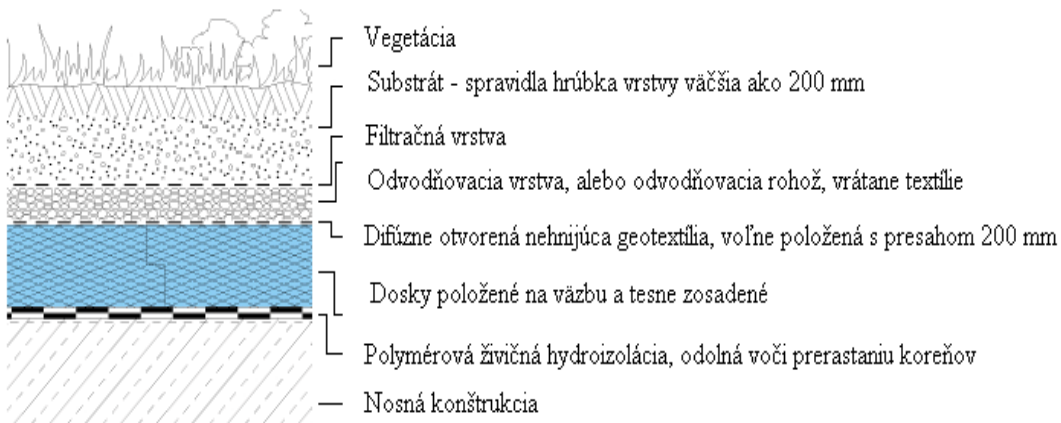 Vegetácia
Substrát - spravidla hrúbka vrstvy väčšia ako 200 mm
Filtračná vrstva
Odvodňovacia vrstva, alebo odvodňovacia rohož, vrátane textílie
Difúzne otvorená nehnijúca geotextília, voľne položená s presahom 200 mm
Dosky položené na väzbu a tesne zosadené
Polymérová živičná hydroizolácia, odolná voči prerastaniu koreňov
Nosná konštrukcia